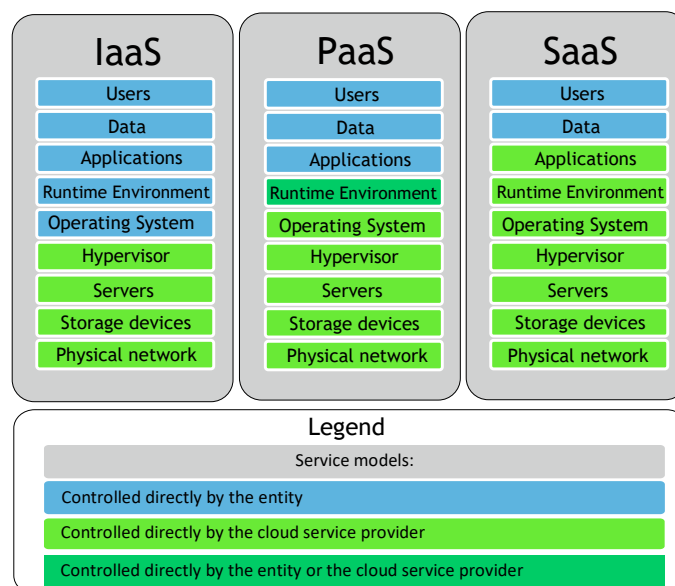 IaaS
Users
Data
Applications
Runtime Environment
Operating System
Hypervisor
Servers
Storage devices
Physical network
PaaS
Users
Data
Applications
Runtime Environment
Operating System
Hypervisor
Servers
Storage devices
Physical network
SaaS
Users
Data
Applications
Runtime Environment
Operating System
Hypervisor
Servers
Storage devices
Physical network
Legend
Service models:
Controlled directly by the entity
Controlled directly by the cloud service provider
Controlled directly by the entity or the cloud service provider